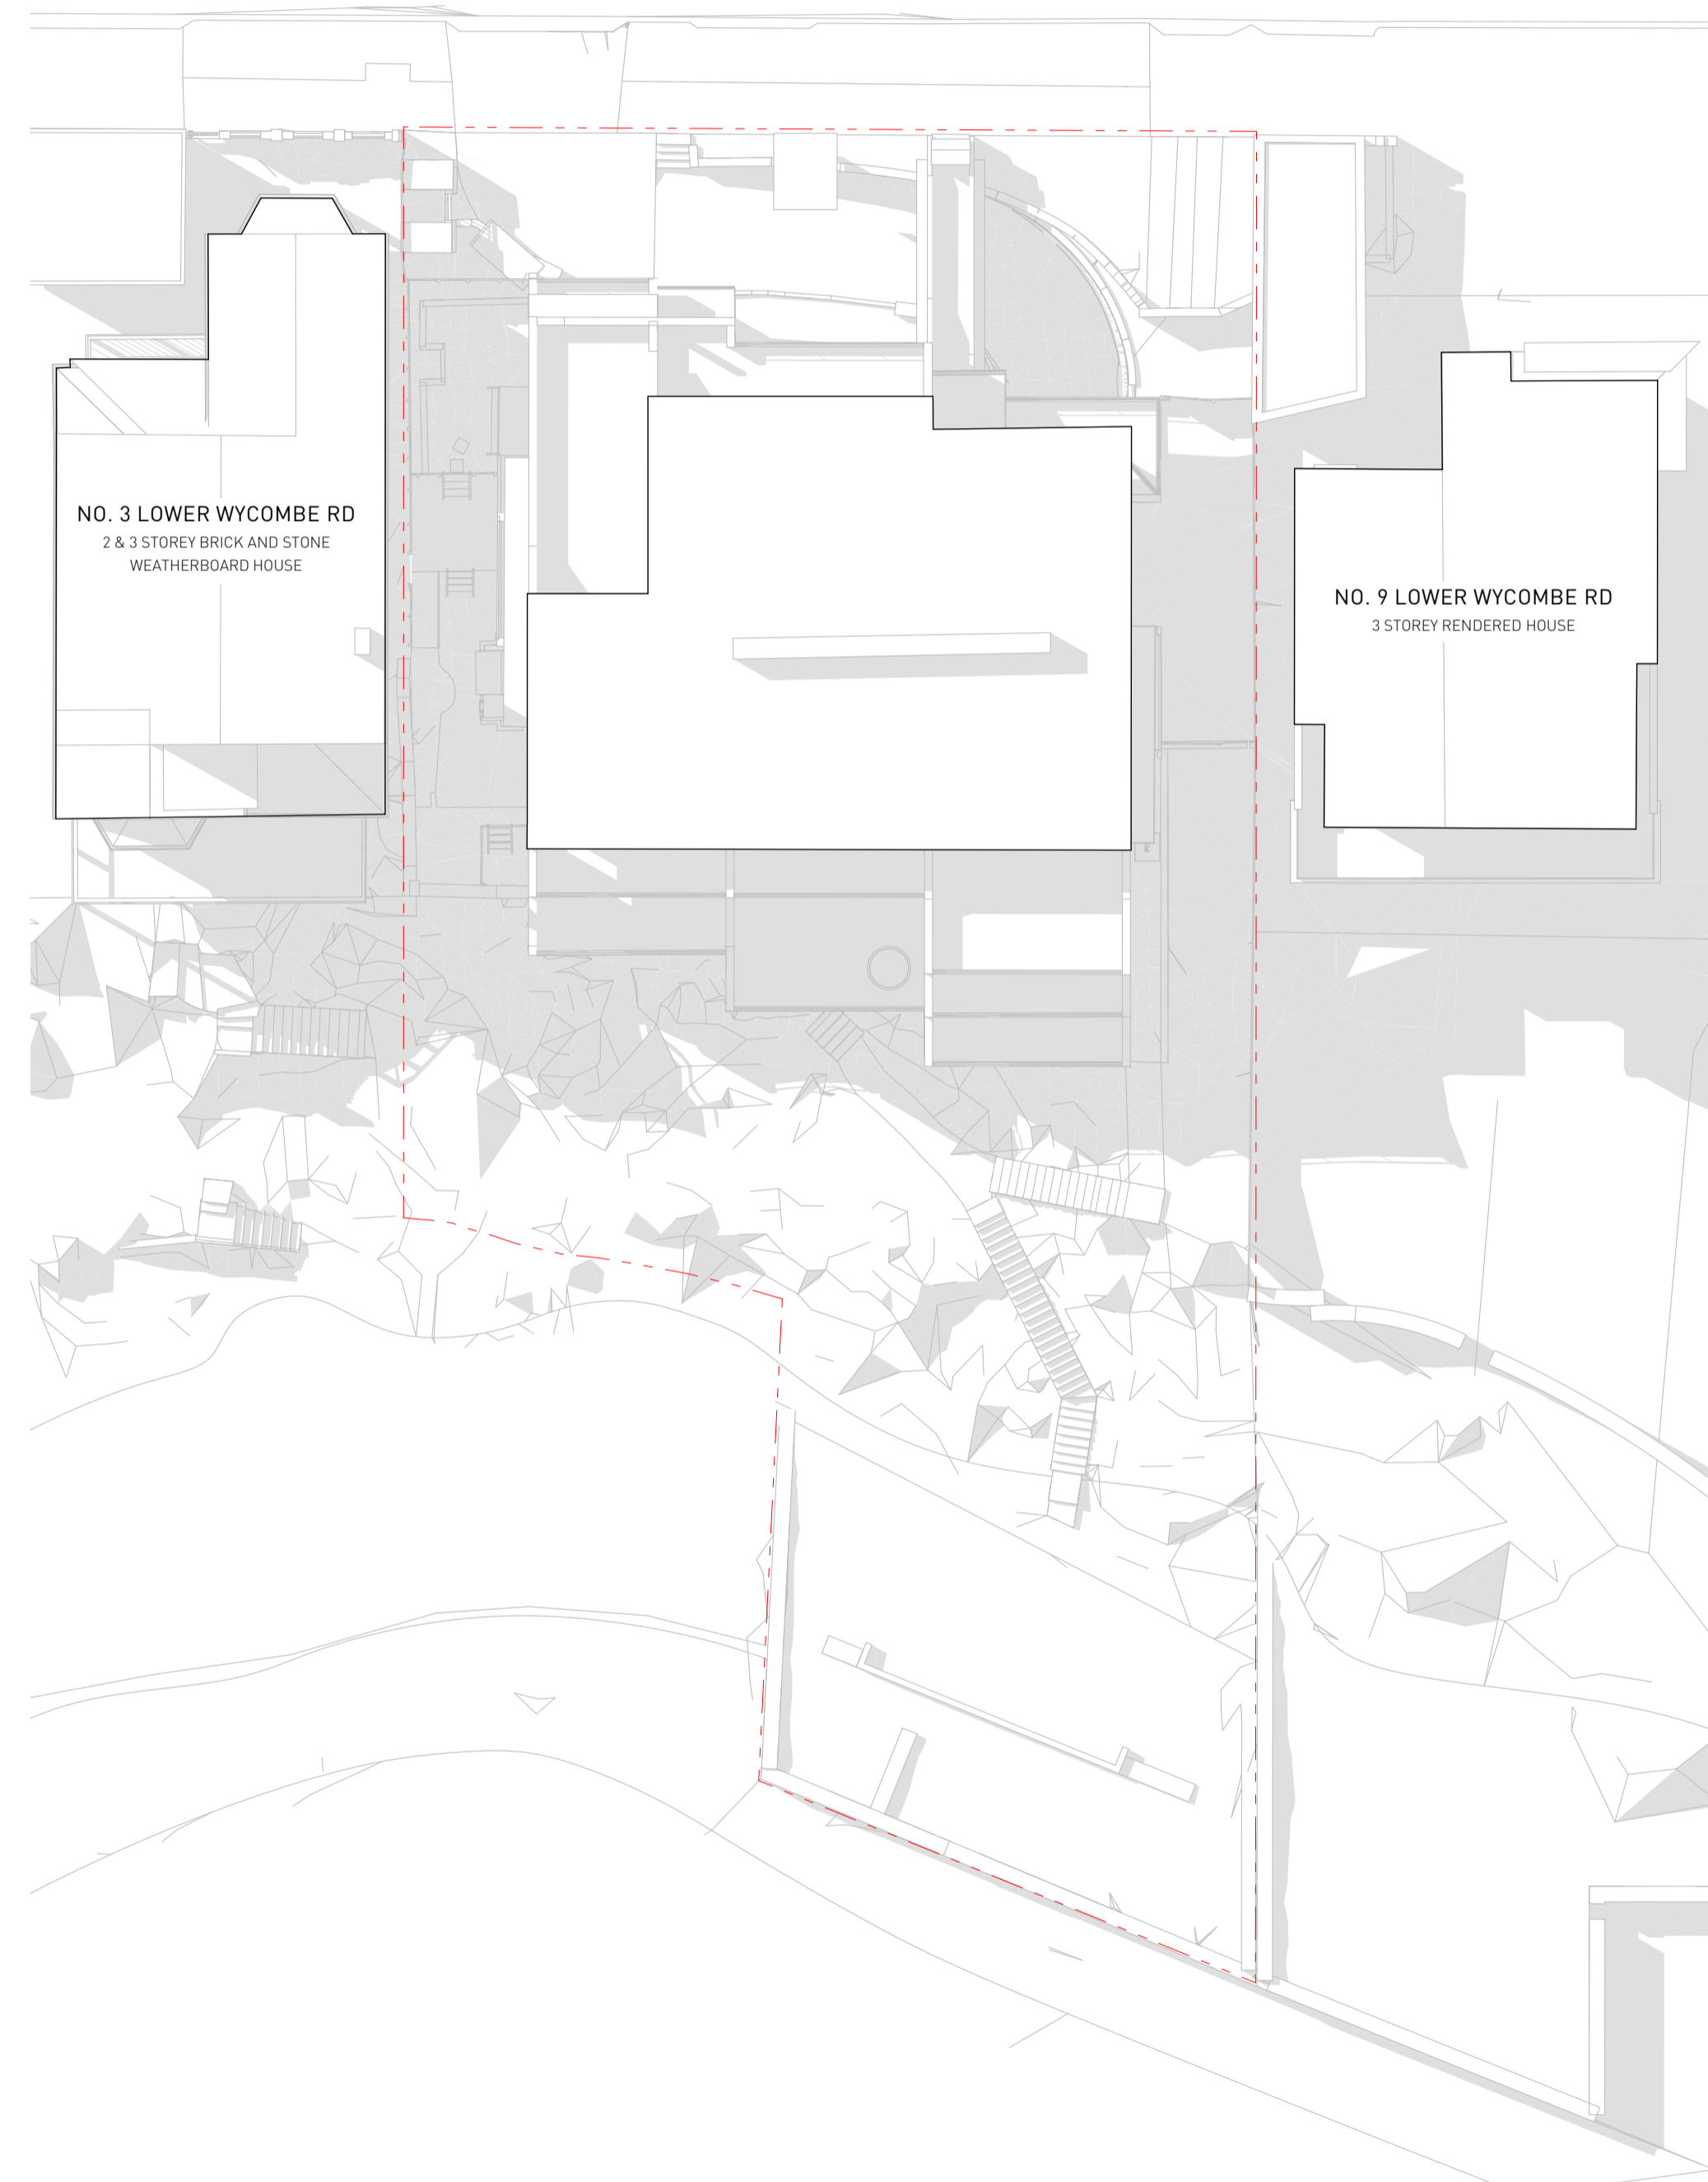 NO. 3 LOWER WYCOMBE RD
2 & 3 STOREY BRICK AND STONE
WEATHERBOARD HOUSE
NO. 9 LOWER WYCOMBE RD
3 STOREY RENDERED HOUSE